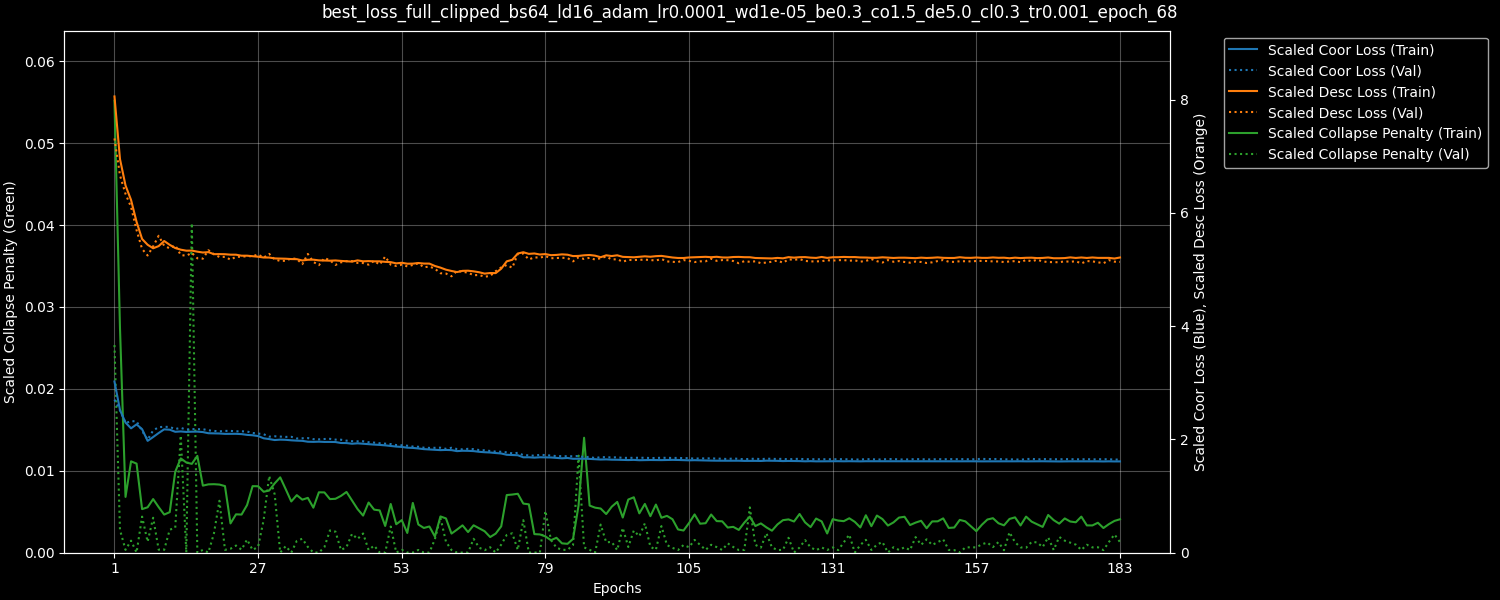 best_loss_full_clipped_bs64_ld16_adam_lr0.0001_wd1e-05_be0.3_co1.5_de5.0_cl0.3_tr0.001_epoch_68
Scaled Collapse Penalty (Green)
0.06
0.05
0.04
0.03
0.02
0.01
0.00
1
27
53
79
105
131
157
183
Epochs
8
6
4
2
0
Scaled Coor Loss (Blue), Scaled Desc Loss (Orange)
Scaled Coor Loss (Train)
Scaled Coor Loss (Val)
Scaled Desc Loss (Train)
Scaled Desc Loss (Val)
Scaled Collapse Penalty (Train)
Scaled Collapse Penalty (Val)